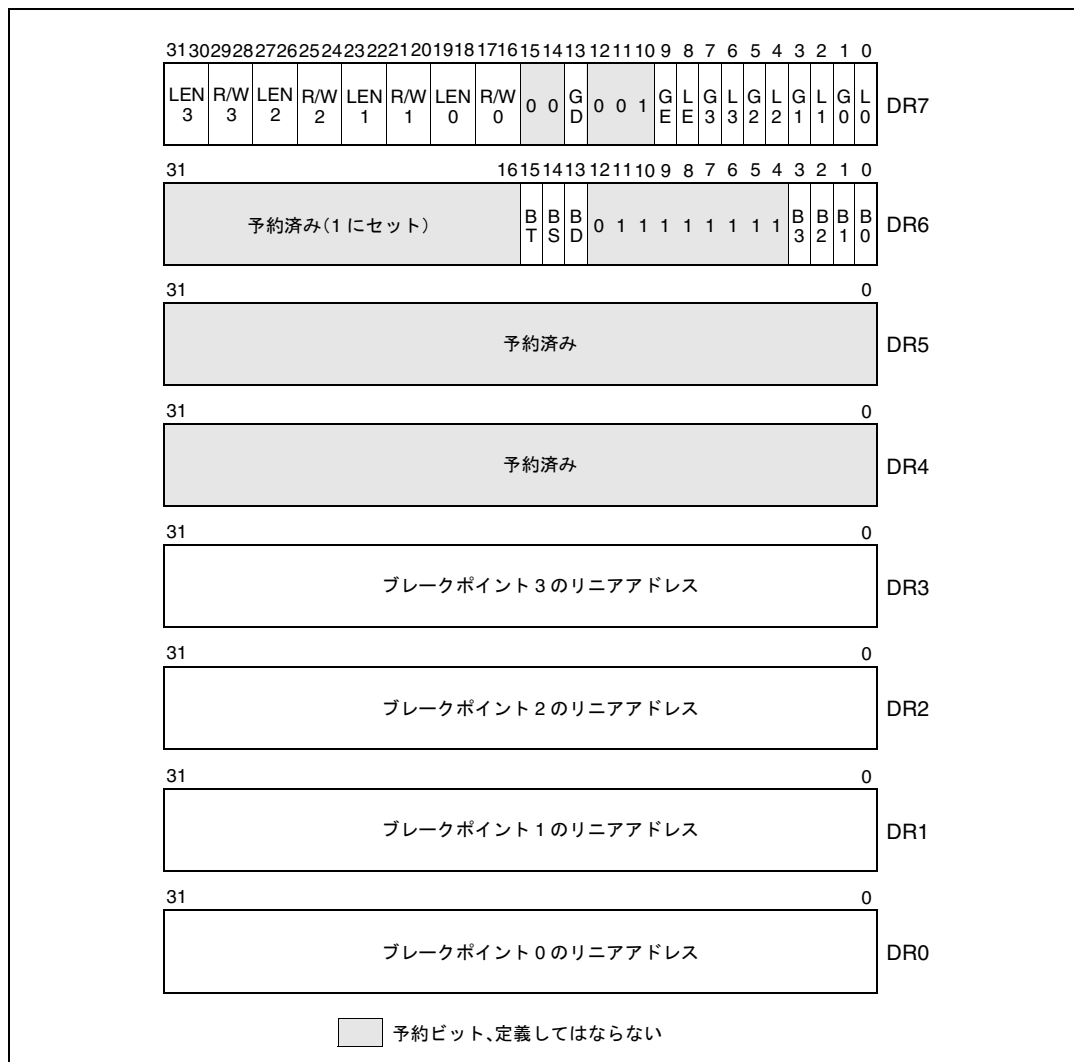 31 30 29 28 27 26 25 24 23 22 21 20 19 18 17 16 15 14 13 12 11 10 9 8 7 6 5 4 3 2 1 0
LEN 3 R/W 3 LEN 2 R/W 2 LEN 1 R/W 1 LEN 0 R/W 0 0 0 GD 0 0 1 GE LE G3 L3 G2 L2 G1 L1 G0 L0 DR7
31 16 15 14 13 12 11 10 9 8 7 6 5 4 3 2 1 0
予約済み(1 にセット) BT BS BD 0 1 1 1 1 1 1 1 1 B3 B2 B1 B0 DR6
31 0
予約済み DR5
31 0
予約済み DR4
31 0
ブレークポイント 3 のリニアアドレス DR3
31 0
ブレークポイント 2 のリニアアドレス DR2
31 0
ブレークポイント 1 のリニアアドレス DR1
31 0
ブレークポイント 0 のリニアアドレス DR0
予約ビット、定義してはならない